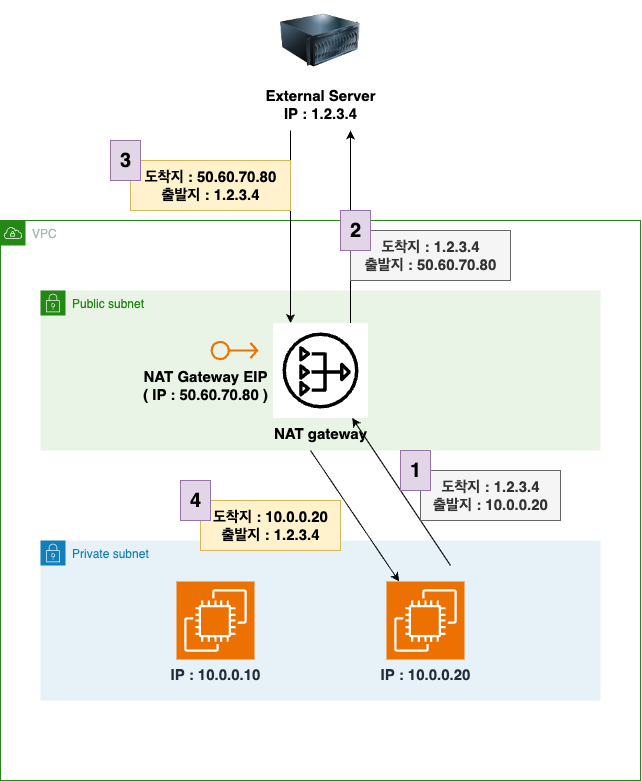 External Server
IP : 1.2.3.4
3
도착지 : 50.60.70.80
출발지 : 1.2.3.4
2
도착지 : 1.2.3.4
출발지 : 50.60.70.80
VPC
Public subnet
NAT Gateway EIP
( IP : 50.60.70.80 )
NAT gateway
1
도착지 : 1.2.3.4
출발지 : 10.0.0.20
4
도착지 : 10.0.0.20
출발지 : 1.2.3.4
Private subnet
IP : 10.0.0.10
IP : 10.0.0.20